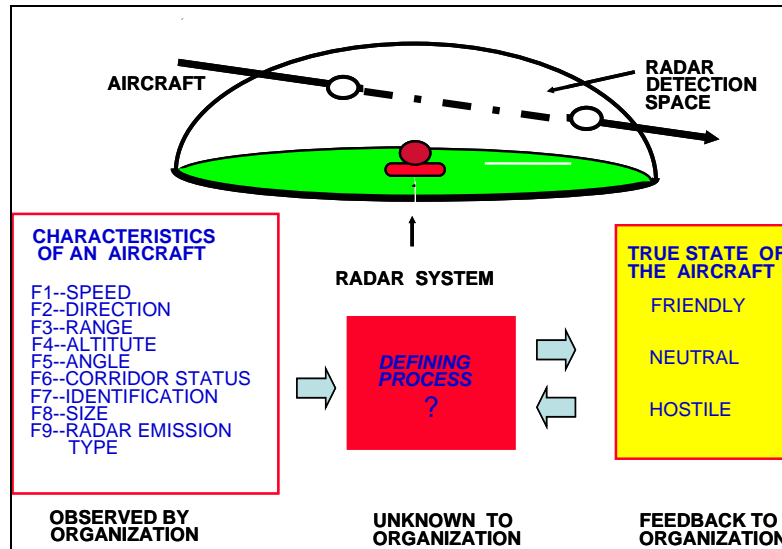 AIRCRAFT
RADAR
DETECTION
SPACE
RADAR SYSTEM
CHARACTERISTICS
OF AN AIRCRAFT
F1--SPEED
F2--DIRECTION
F3--RANGE
F4--ALTITUTE
F5--ANGLE
F6--CORRIDOR STATUS
F7--IDENTIFICATION
F8--SIZE
F9--RADAR EMISSION
TYPE
DEFINING
PROCESS
?
TRUE STATE OF
THE AIRCRAFT
FRIENDLY
NEUTRAL
HOSTILE
OBSERVED BY
ORGANIZATION
UNKNOWN TO
ORGANIZATION
FEEDBACK TO
ORGANIZATION